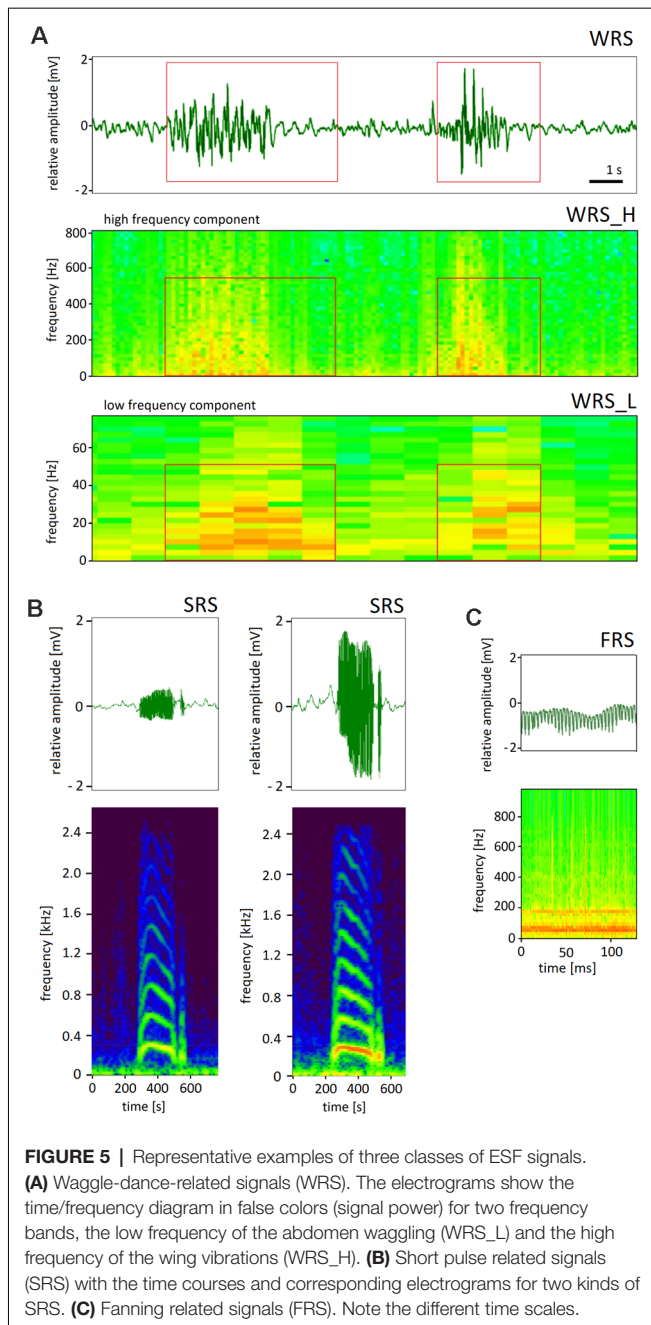 A
WRS
relative amplitude [mV]
2
0
- 2
1 s
high frequency component
WRS_H
frequency [Hz]
800
600
400
200
0
low frequency component
WRS_L
frequency [Hz]
60
40
20
0
B
SRS
SRS
relative amplitude [mV]
2
0
- 2
relative amplitude [mV]
2
0
- 2
frequency [kHz]
2.4
2.0
1.6
1.2
0.8
0.4
0
0 200 400 600
time [s]
frequency [kHz]
2.4
2.0
1.6
1.2
0.8
0.4
0
0 200 400 600
time [s]
C
FRS
relative amplitude [mV]
2
0
-2
frequency [Hz]
800
600
400
200
0
0 50 100
time [ms]
FIGURE 5 | Representative examples of three classes of ESF signals.
(A) Waggle-dance-related signals (WRS). The electrograms show the
time/frequency diagram in false colors (signal power) for two frequency
bands, the low frequency of the abdomen waggling (WRS_L) and the high
frequency of the wing vibrations (WRS_H). (B) Short pulse related signals
(SRS) with the time courses and corresponding electrograms for two kinds of
SRS. (C) Fanning related signals (FRS). Note the different time scales.